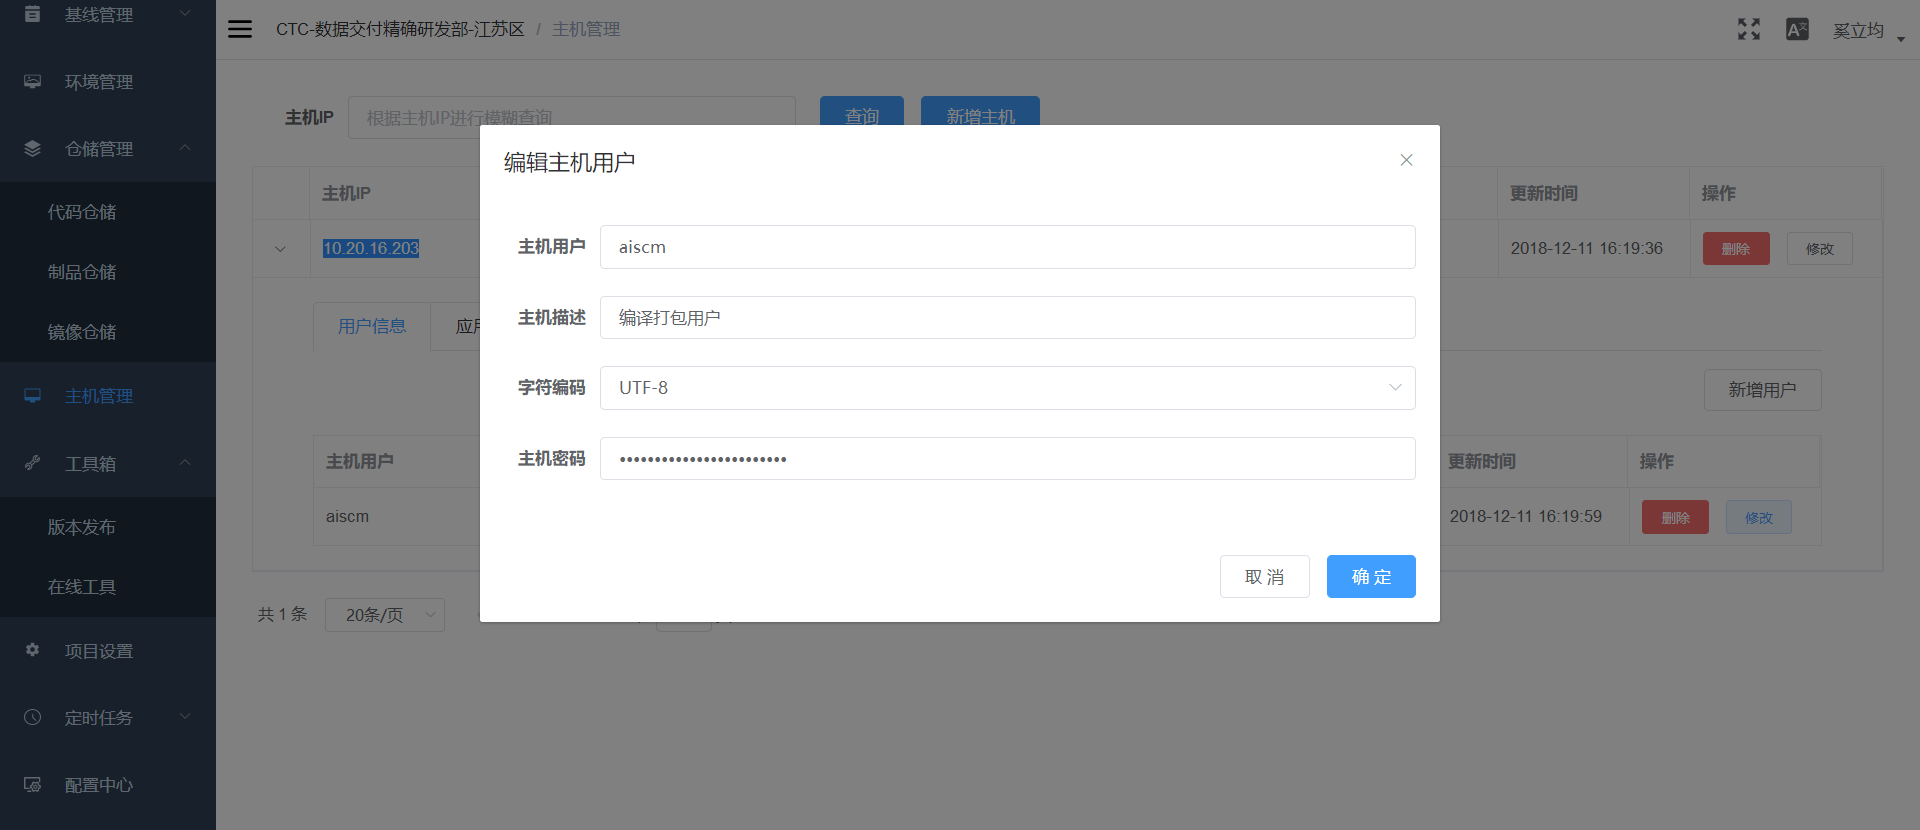 基线管理
环境管理
仓储管理
代码仓储
制品仓储
镜像仓储
主机管理
工具箱
版本发布
在线工具
项目设置
定时任务
配置中心
CTC-数据交付精确研发部-江苏区 / 主机管理
奚立均
主机IP 根据主机IP进行模糊查询 查询 新增主机
主机IP 更新时间 操作
10.20.16.203 2018-12-11 16:19:36 删除 修改
用户信息
新增用户
主机用户 更新时间 操作
aiscm 2018-12-11 16:19:59 删除 修改
共 1 条 20条/页
编辑主机用户
主机用户 aiscm
主机描述 编译打包用户
字符编码 UTF-8
主机密码 ••••••••••••••••••••••••
取 消 确 定